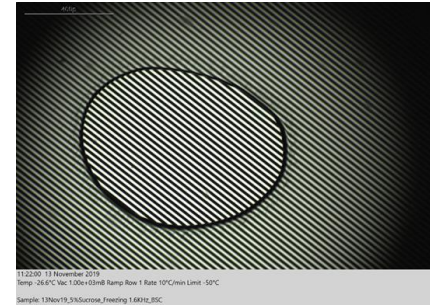 11:22:00 13 November 2019
Temp -26.6°C Vac 1.00e+03mB Ramp Row 1 Rate 10°C/min Limit -50°C
Sample: 13Nov19_5%Sucrose_Freezing 1.6KHz_BSC